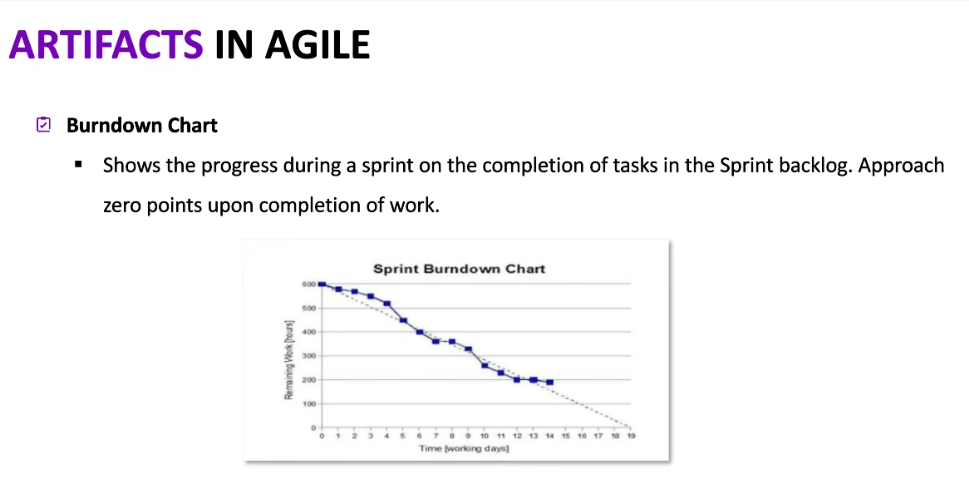 ARTIFACTS IN AGILE
Burndown Chart
Shows the progress during a sprint on the completion of tasks in the Sprint backlog. Approach
zero points upon completion of work.
Sprint Burndown Chart
600
500
400
300
200
100
0
Remaining Work [hours]
0 1 2 3 4 5 6 7 8 9 10 11 12 13 14 15 16 17 18 19
Time [working days]